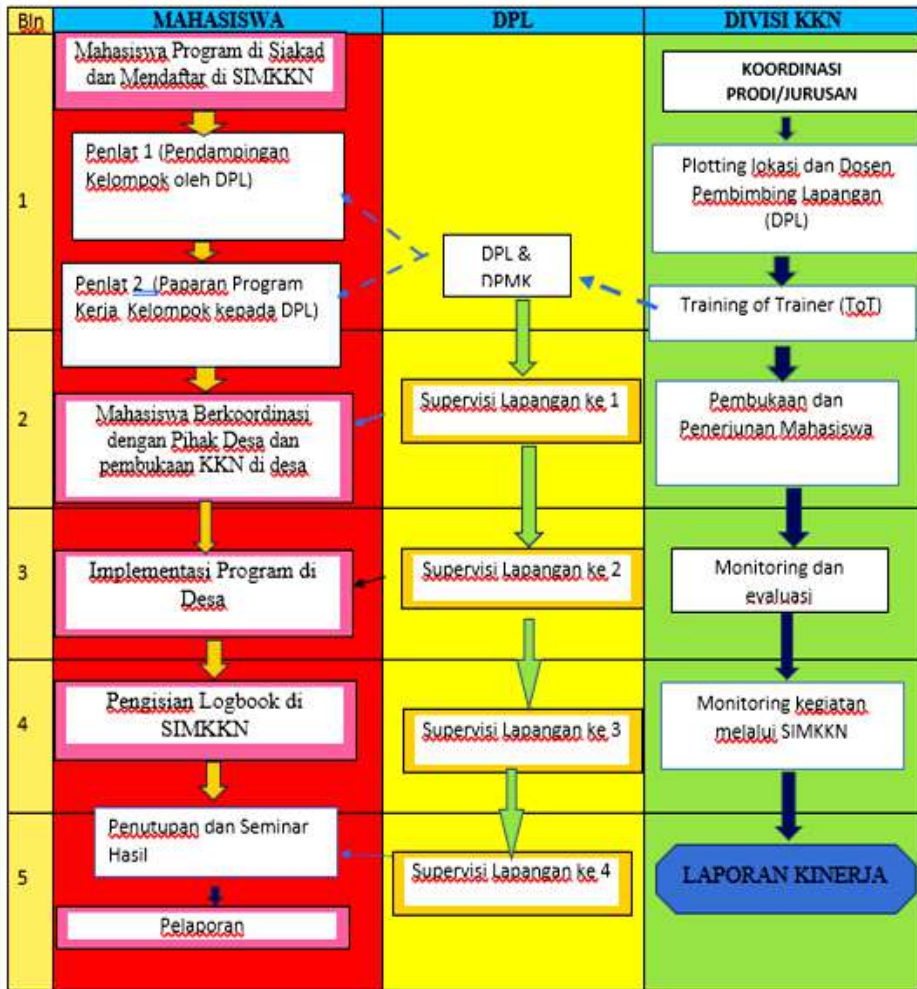 Bln
MAHASISWA
DPL
DIVISI KKN
1
Mahasiswa Program di Siakad
dan Mendaftar di SIMKKN
Penlat 1 (Pendampingan
Kelompok oleh DPL)
Penlat 2 (Paparan Program
Kerja Kelompok kepada DPL)
DPL &
DPMK
KOORDINASI
PRODI/JURUSAN
Plotting lokasi dan Dosen
Pembimbing Lapangan
(DPL)
Training of Trainer (ToT)
2
Mahasiswa Berkoordinasi
dengan Pihak Desa dan
pembukaan KKN di desa
Supervisi Lapangan ke 1
Pembukaan dan
Penerjunan Mahasiswa
3
Implementasi Program di
Desa
Supervisi Lapangan ke 2
Monitoring dan
evaluasi
4
Pengisian Logbook di
SIMKKN
Supervisi Lapangan ke 3
Monitoring kegiatan
melalui SIMKKN
5
Penutupan dan Seminar
Hasil
Pelaporan
Supervisi Lapangan ke 4
LAPORAN KINERJA